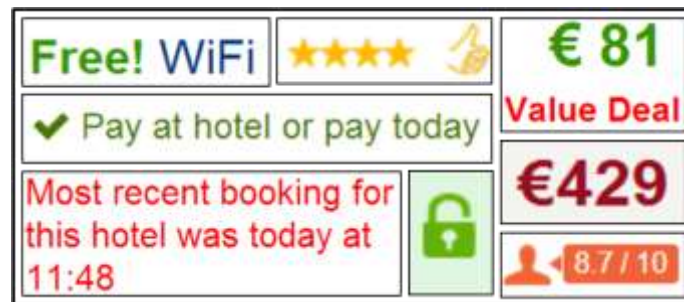 Free! WiFi
€ 81
Value Deal
✔ Pay at hotel or pay today
€429
Most recent booking for
this hotel was today at
11:48
8.7 / 10